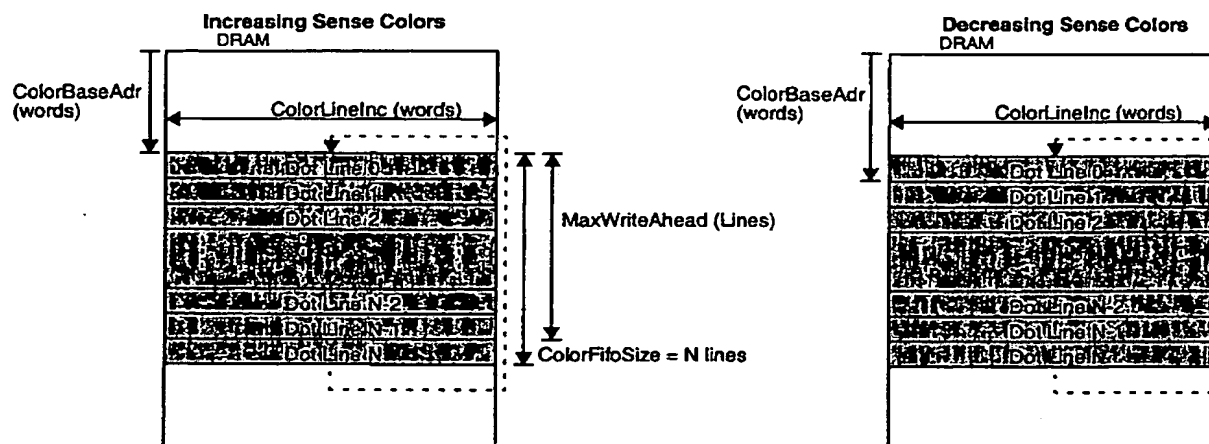 Increasing Sense Colors
DRAM
ColorBaseAdr
(words)
ColorLineInc (words)
Dot Line 0
Dot Line 1
Dot Line 2
Dot Line N-2
Dot Line N-1
Dot Line N
MaxWriteAhead (Lines)
ColorFifoSize = N lines
Decreasing Sense Colors
DRAM
ColorBaseAdr
(words)
ColorLineInc (words)
Dot Line 0
Dot Line 1
Dot Line 2
Dot Line N-2
Dot Line N-1
Dot Line N